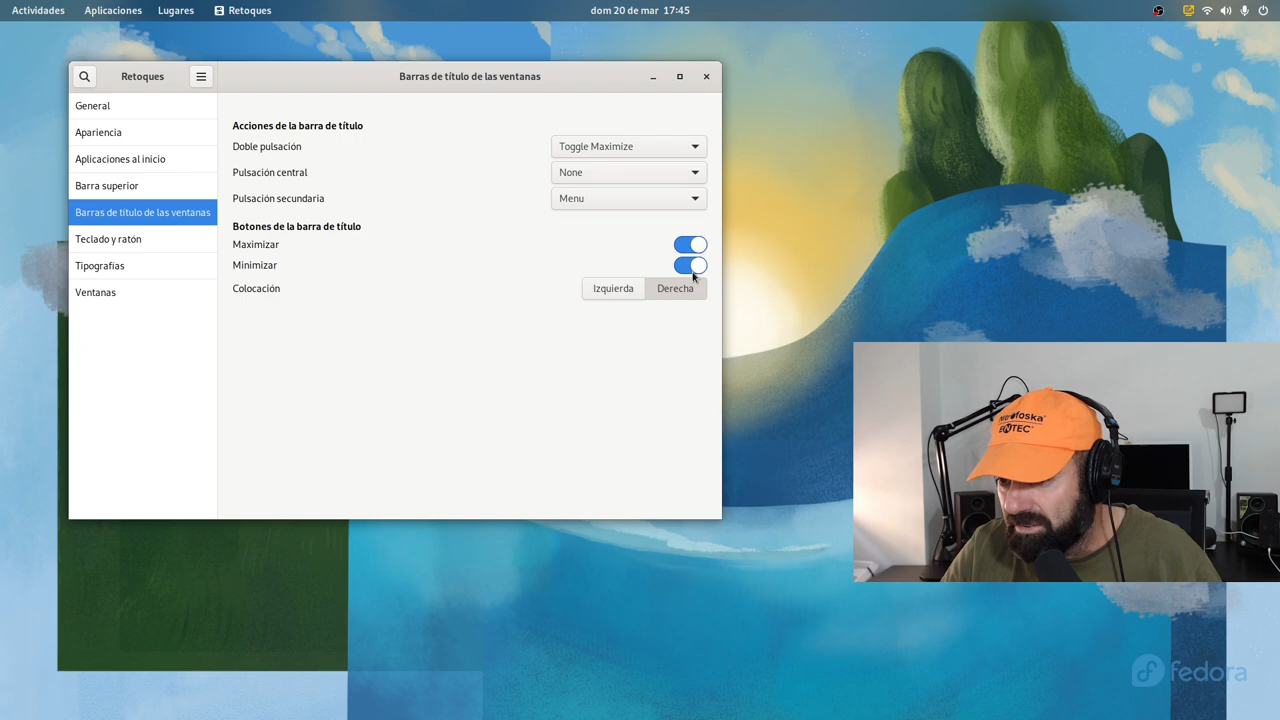 Actividades Aplicaciones Lugares Retoques dom 20 de mar 17:45
Retoques Barras de título de las ventanas
General
Apariencia
Aplicaciones al inicio
Barra superior
Barras de título de las ventanas
Teclado y ratón
Tipografías
Ventanas
Acciones de la barra de título
Doble pulsación Toggle Maximize
Pulsación central None
Pulsación secundaria Menu
Botones de la barra de título
Maximizar
Minimizar
Colocación Izquierda Derecha
fedora